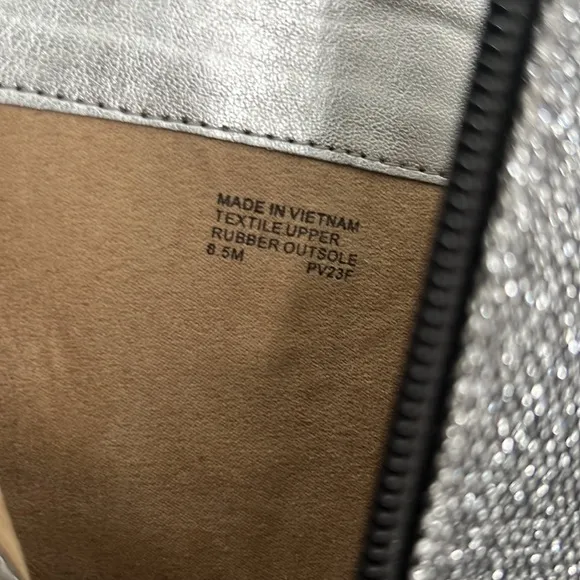 MADE IN VIETNAM
TEXTILE UPPER
RUBBER OUTSOLE
8.5M PV23F